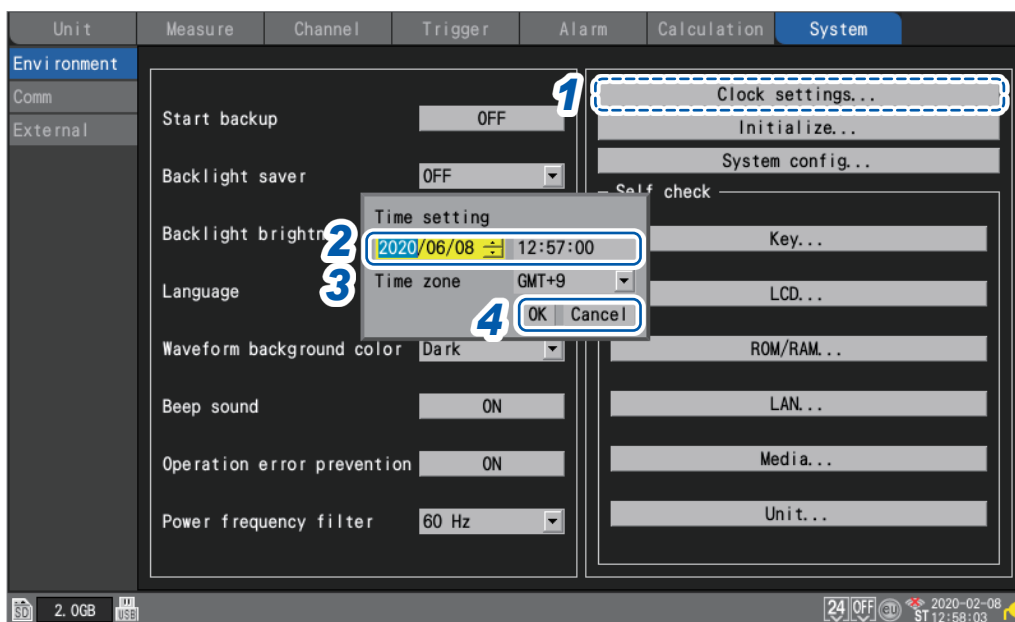 Unit Measure Channel Trigger Alarm Calculation System
Environment
Comm
External
Start backup OFF
Backlight saver OFF
Backlight brightn
Language
Waveform background color Dark
Beep sound ON
Operation error prevention ON
Power frequency filter 60 Hz
1 Clock settings...
Initialize...
System config...
Self check
Key...
LCD...
ROM/RAM...
LAN...
Media...
Unit...
Time setting
2 2020/06/08 12:57:00
3 Time zone GMT+9
4 OK Cancel
SD 2.0GB USB
24 OFF eu ST 2020-02-08
12:58:03